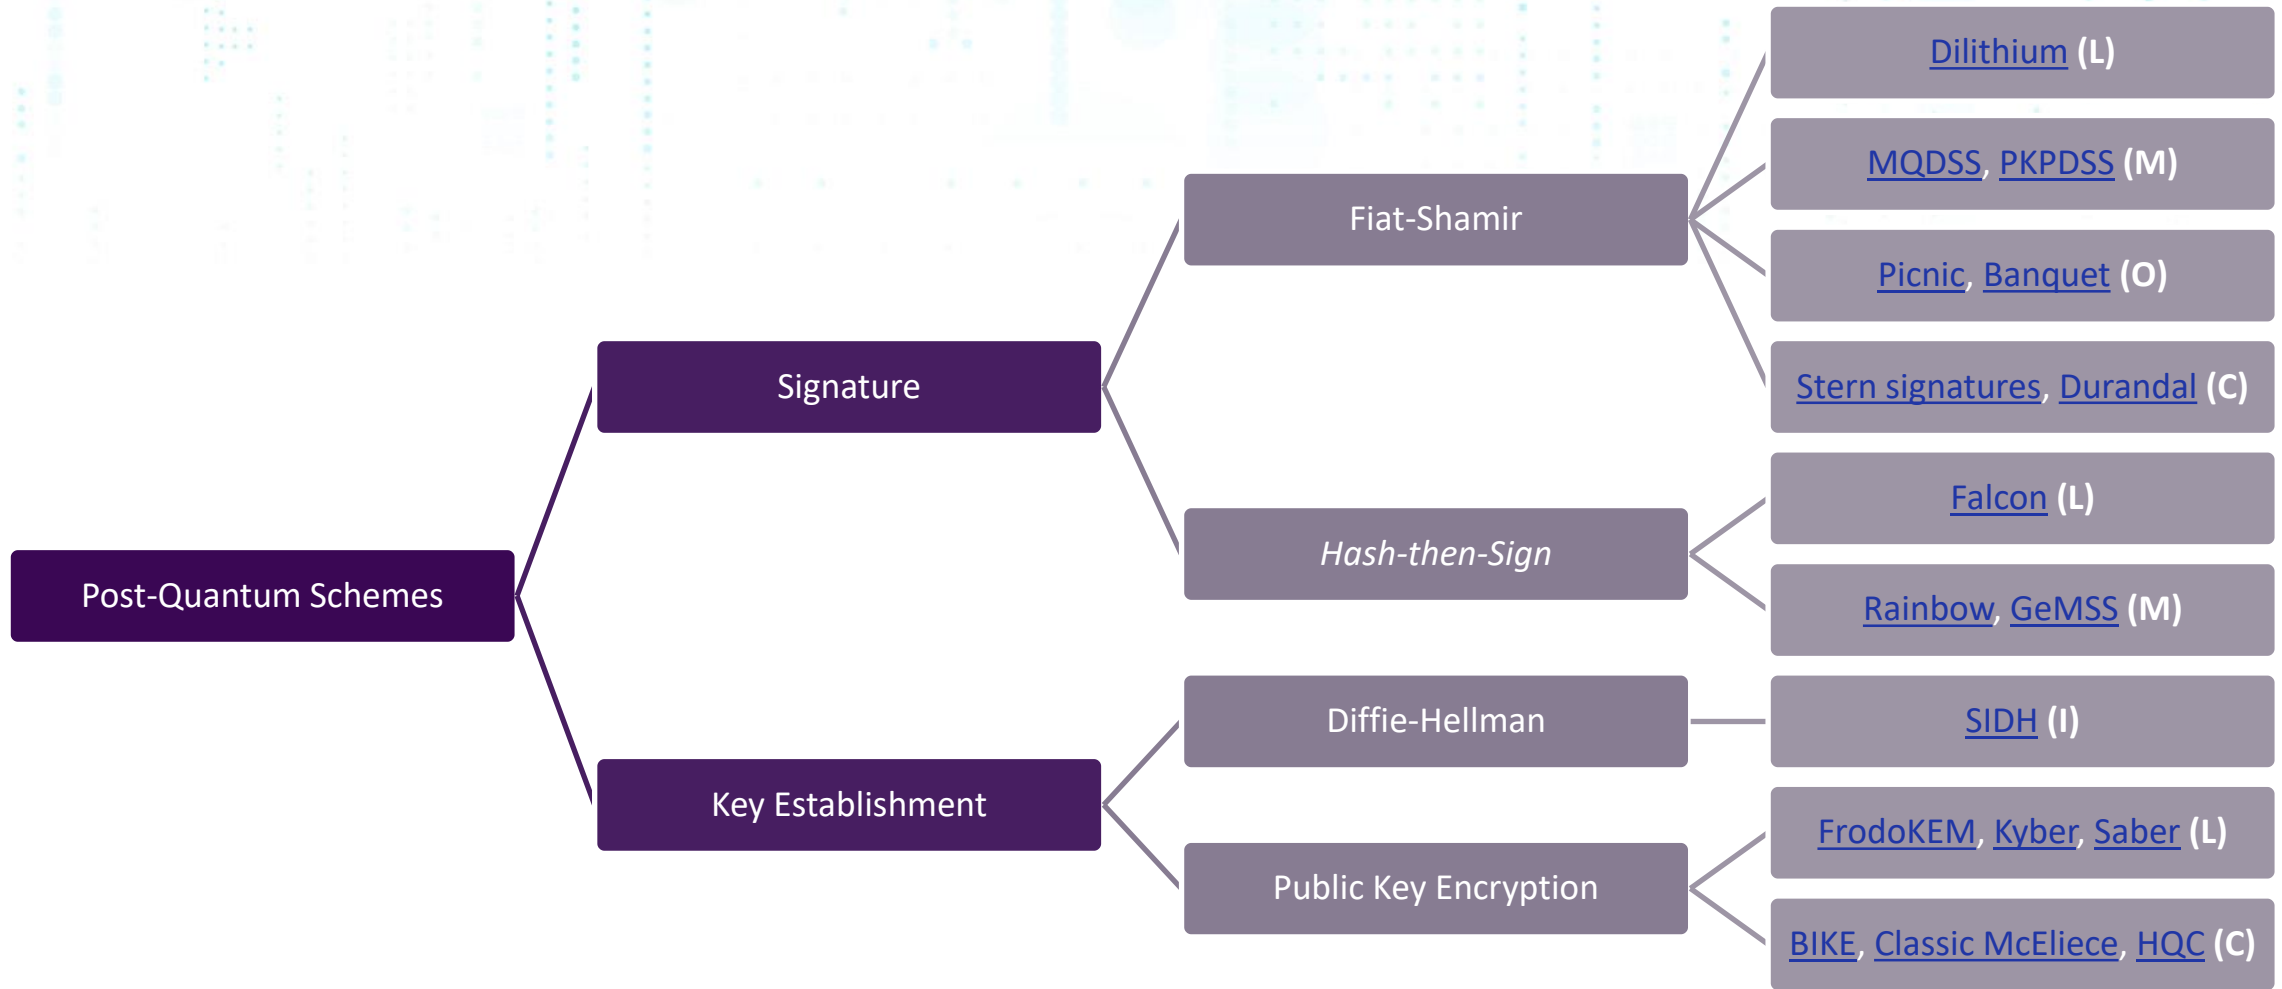 Post-Quantum Schemes
Signature
Fiat-Shamir
Dilithium (L)
MQDSS, PKPDSS (M)
Picnic, Banquet (O)
Stern signatures, Durandal (C)
Hash-then-Sign
Falcon (L)
Rainbow, GeMSS (M)
Key Establishment
Diffie-Hellman
SIDH (I)
Public Key Encryption
FrodoKEM, Kyber, Saber (L)
BIKE, Classic McEliece, HQC (C)